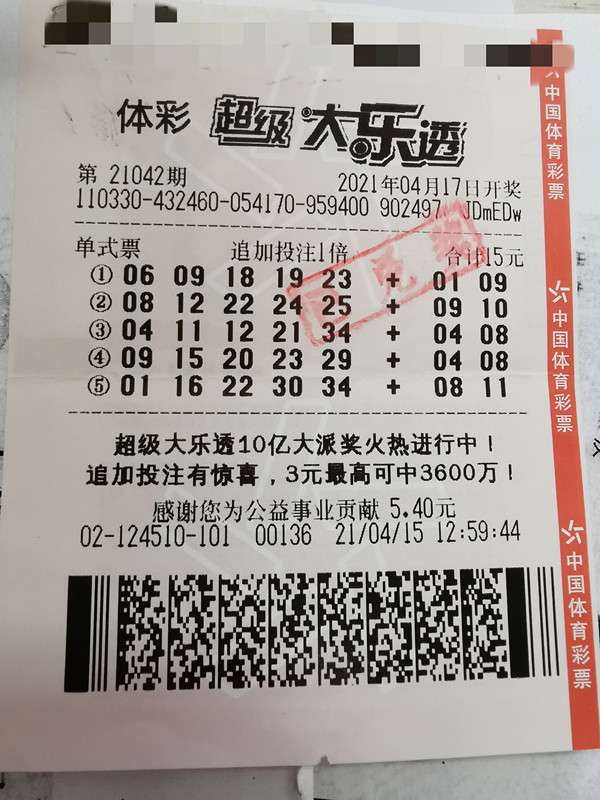 体彩 超级大乐透
第 21042期 2021年04月17日开奖
110330-432460-054170-959400 902497 JDmEDw
单式票 追加投注1倍 合计15元
① 06 09 18 19 23 + 01 09
② 08 12 22 24 25 + 09 10
③ 04 11 12 21 34 + 04 08
④ 09 15 20 23 29 + 04 08
⑤ 01 16 22 30 34 + 08 11
已兑奖
超级大乐透10亿大派奖火热进行中！
追加投注有惊喜，3元最高可中3600万！
感谢您为公益事业贡献 5.40元
02-124510-101 00136 21/04/15 12:59:44
中国体育彩票
中国体育彩票
中国体育彩票